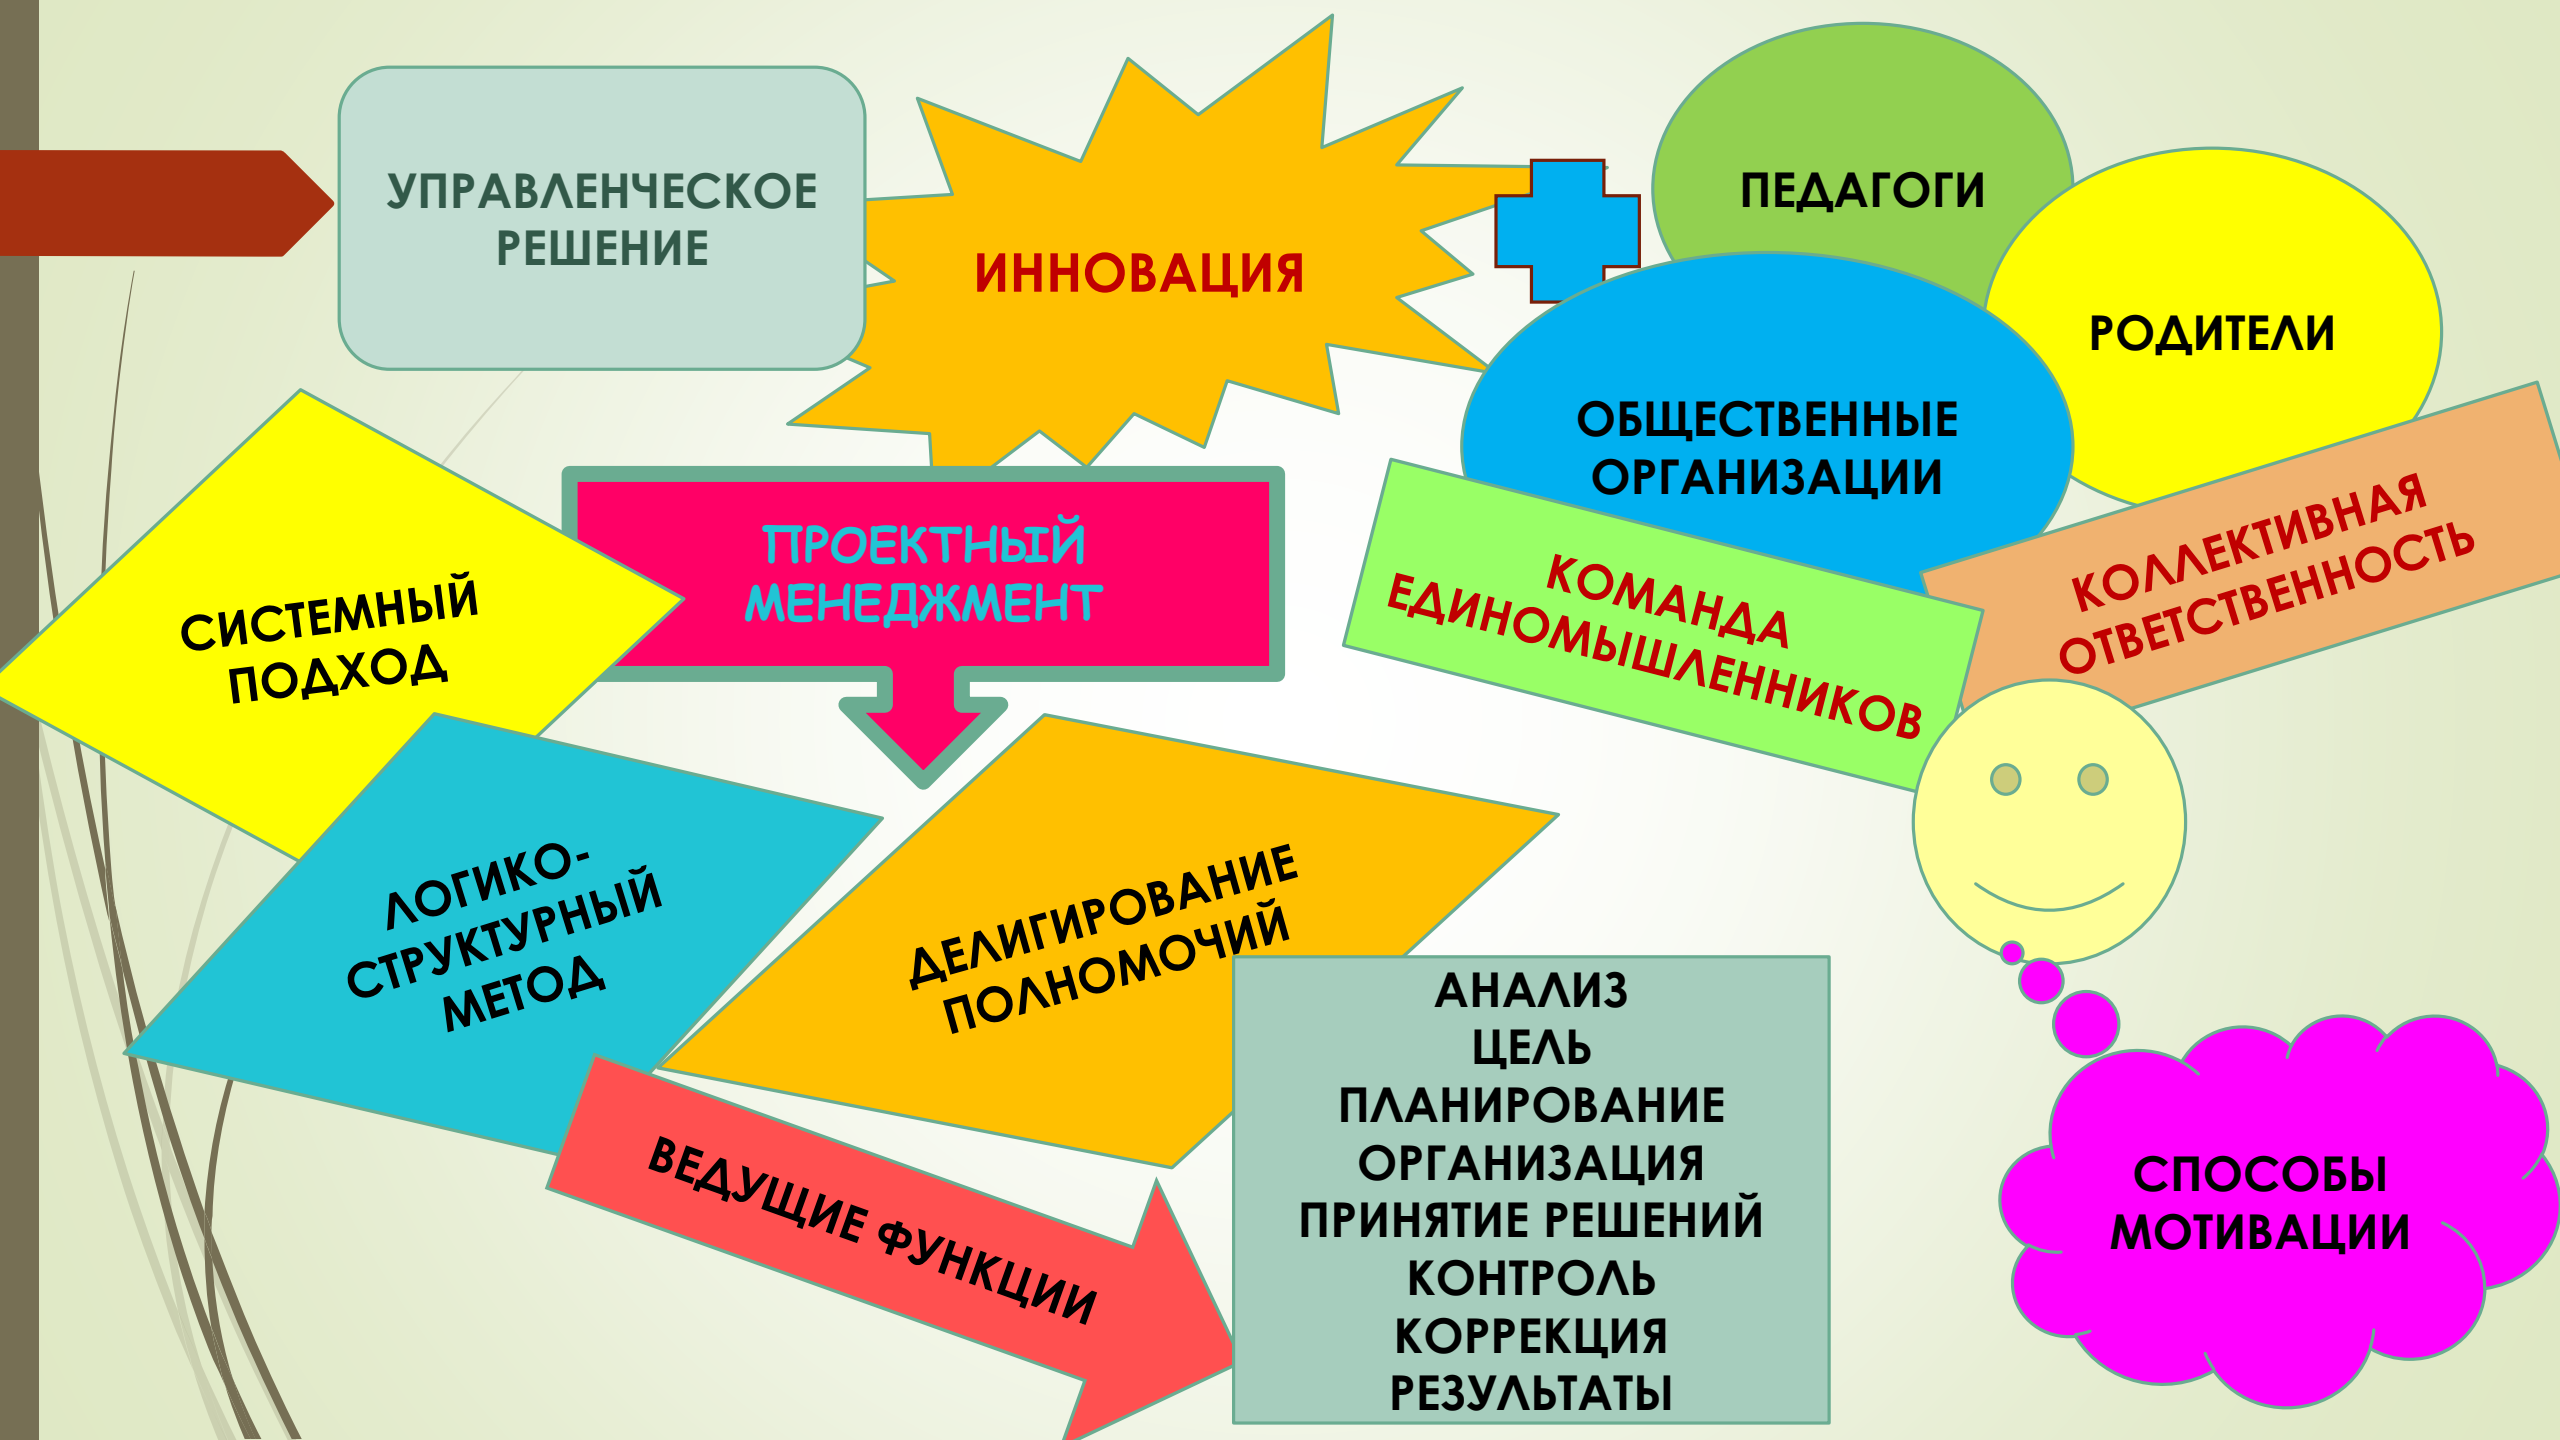 УПРАВЛЕНЧЕСКОЕ
РЕШЕНИЕ
ИННОВАЦИЯ
ПЕДАГОГИ
РОДИТЕЛИ
ОБЩЕСТВЕННЫЕ
ОРГАНИЗАЦИИ
КОЛЛЕКТИВНАЯ
ОТВЕТСТВЕННОСТЬ
КОМАНДА
ЕДИНОМЫШЛЕННИКОВ
ПРОЕКТНЫЙ
МЕНЕДЖМЕНТ
СИСТЕМНЫЙ
ПОДХОД
ЛОГИКО-
СТРУКТУРНЫЙ
МЕТОД
ДЕЛИГИРОВАНИЕ
ПОЛНОМОЧИЙ
ВЕДУЩИЕ ФУНКЦИИ
АНАЛИЗ
ЦЕЛЬ
ПЛАНИРОВАНИЕ
ОРГАНИЗАЦИЯ
ПРИНЯТИЕ РЕШЕНИЙ
КОНТРОЛЬ
КОРРЕКЦИЯ
РЕЗУЛЬТАТЫ
СПОСОБЫ
МОТИВАЦИИ